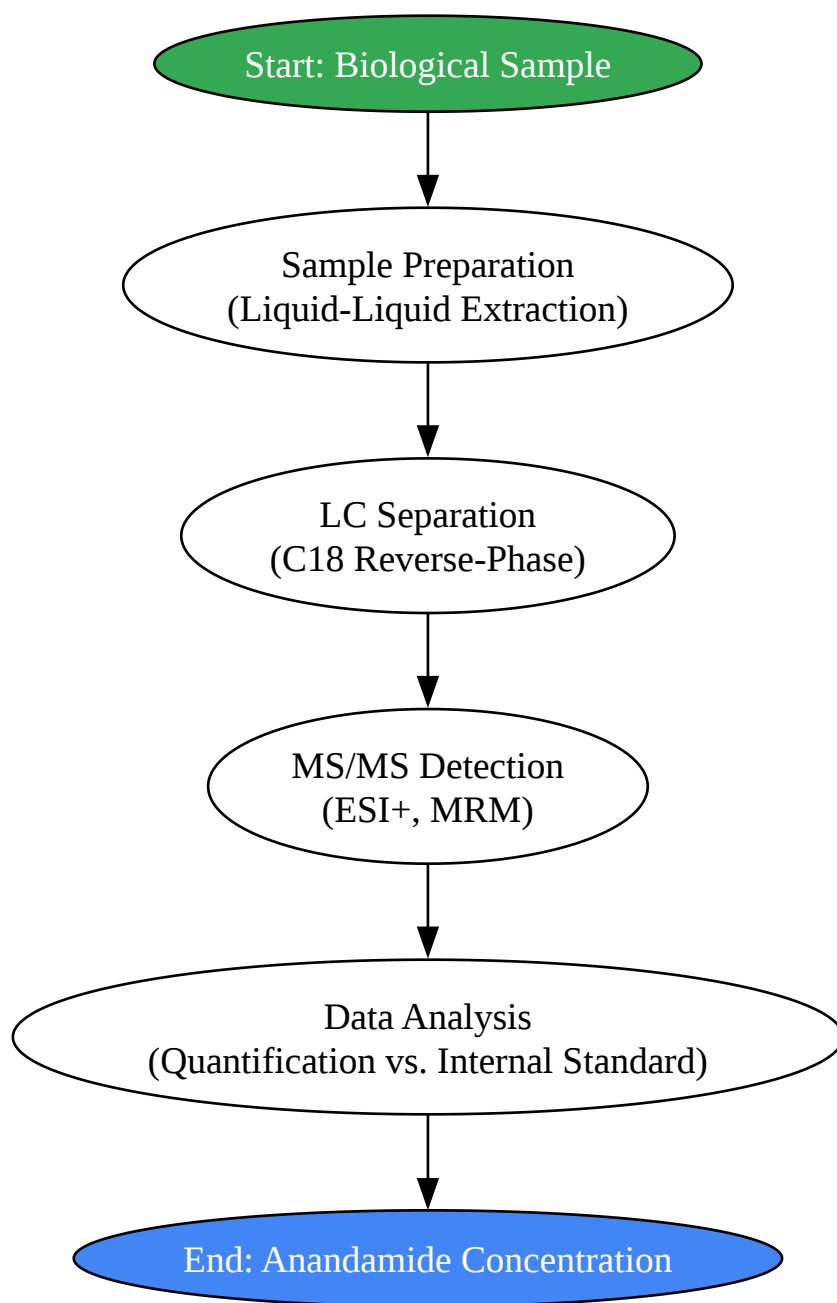 Start: Biological Sample
Sample Preparation
(Liquid-Liquid Extraction)
LC Separation
(C18 Reverse-Phase)
MS/MS Detection
(ESI+, MRM)
Data Analysis
(Quantification vs. Internal Standard)
End: Anandamide Concentration